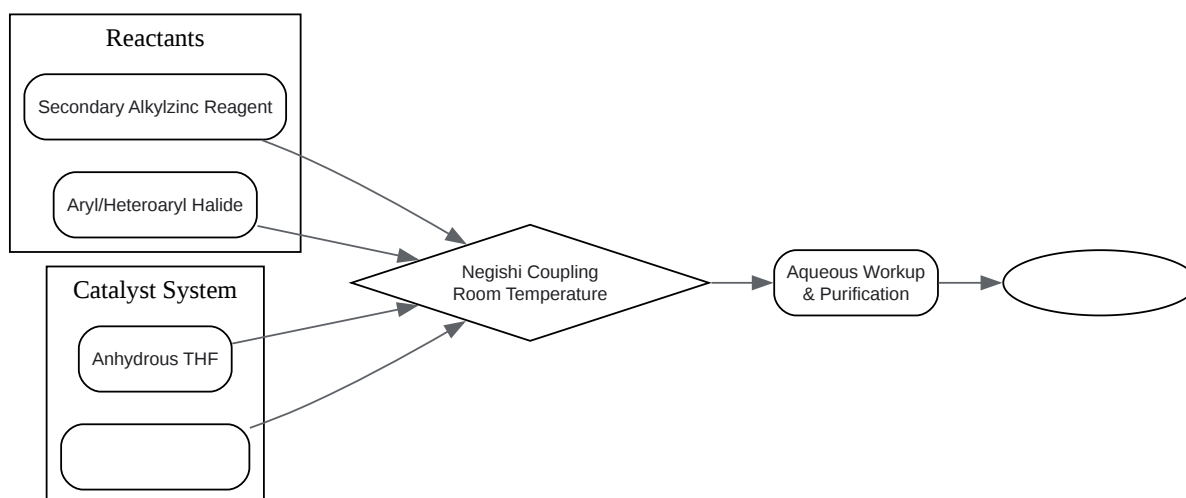 Reactants
Secondary Alkylzinc Reagent
Aryl/Heteroaryl Halide
Catalyst System
Anhydrous THF
Negishi Coupling
Room Temperature
Aqueous Workup
& Purification